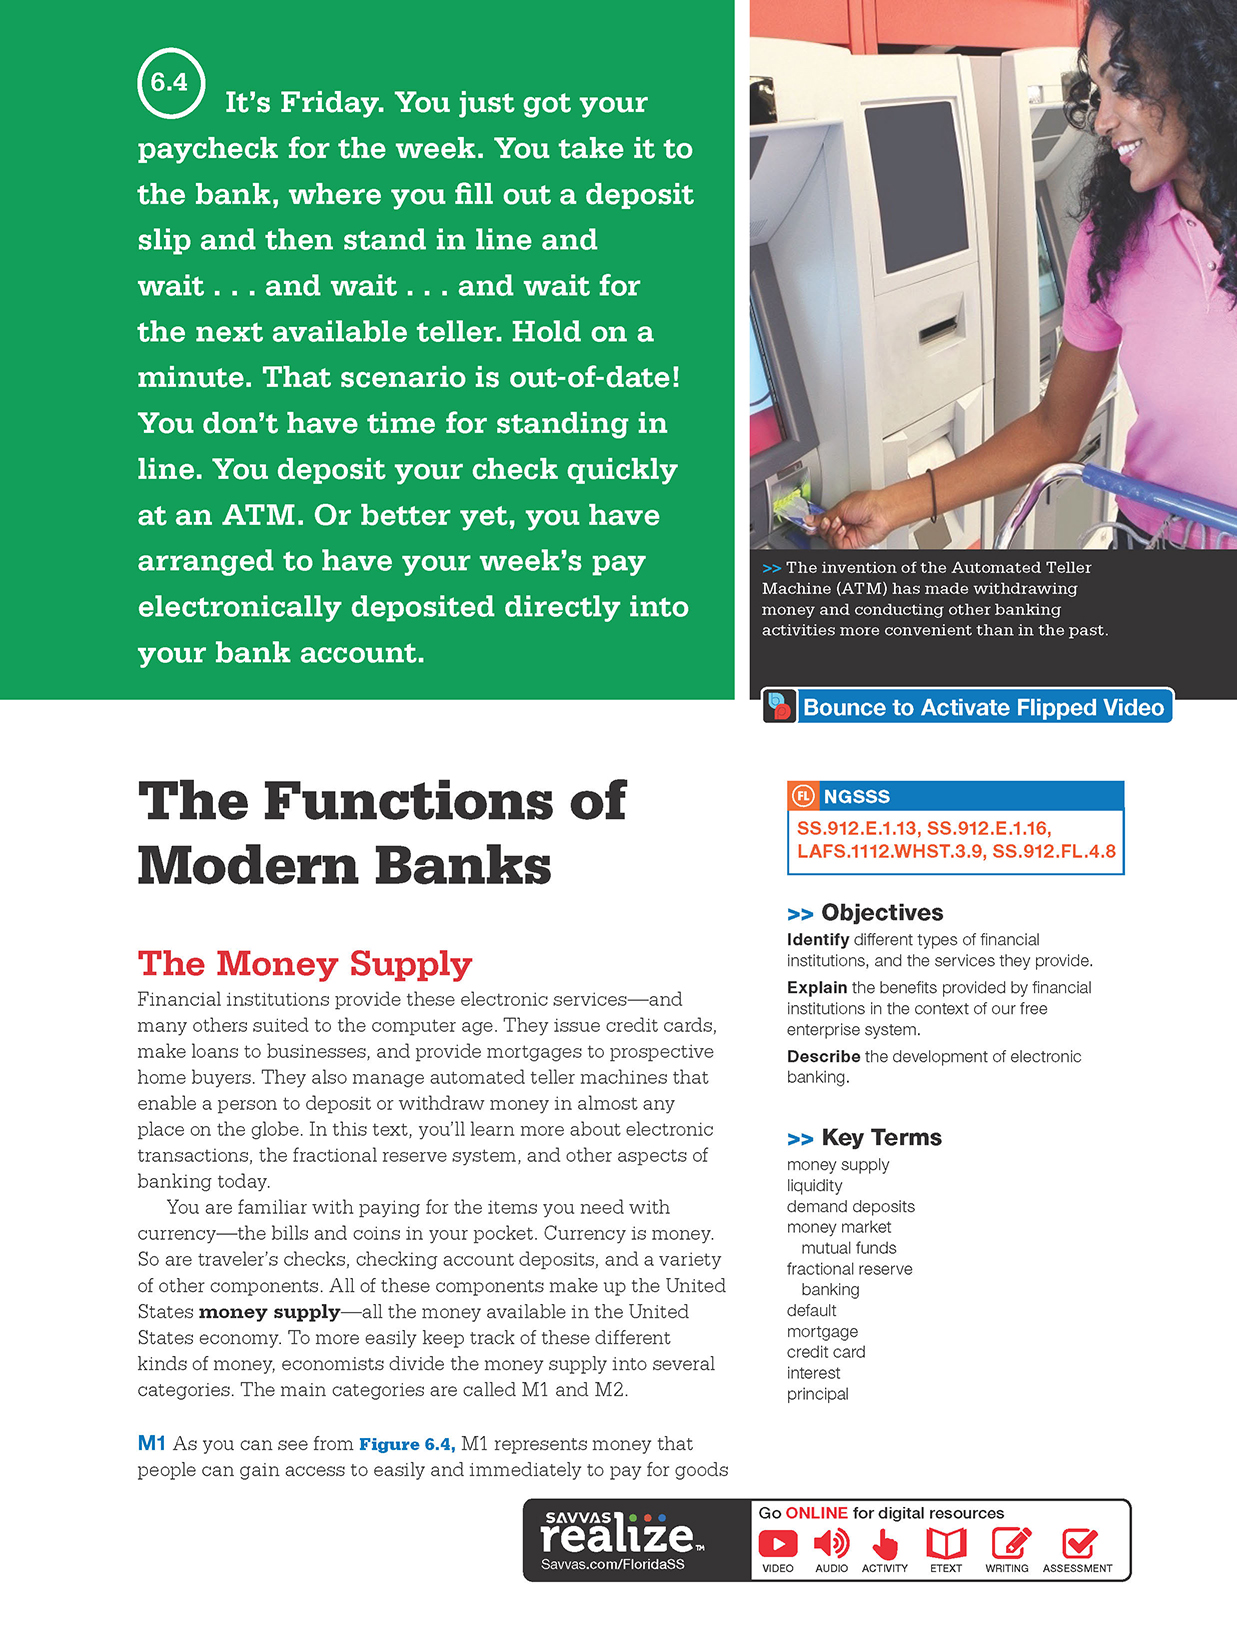 6.4
It's Friday. You just got your
paycheck for the week. You take it to
the bank, where you fill out a deposit
slip and then stand in line and
wait . . . and wait . . . and wait for
the next available teller. Hold on a
minute. That scenario is out-of-date!
You don't have time for standing in
line. You deposit your check quickly
at an ATM. Or better yet, you have
arranged to have your week's pay
electronically deposited directly into
your bank account.
>> The invention of the Automated Teller
Machine (ATM) has made withdrawing
money and conducting other banking
activities more convenient than in the past.
Bounce to Activate Flipped Video
The Functions of
Modern Banks
The Money Supply
Financial institutions provide these electronic services—and
many others suited to the computer age. They issue credit cards,
make loans to businesses, and provide mortgages to prospective
home buyers. They also manage automated teller machines that
enable a person to deposit or withdraw money in almost any
place on the globe. In this text, you'll learn more about electronic
transactions, the fractional reserve system, and other aspects of
banking today.
You are familiar with paying for the items you need with
currency—the bills and coins in your pocket. Currency is money.
So are traveler's checks, checking account deposits, and a variety
of other components. All of these components make up the United
States money supply—all the money available in the United
States economy. To more easily keep track of these different
kinds of money, economists divide the money supply into several
categories. The main categories are called M1 and M2.
M1 As you can see from Figure 6.4, M1 represents money that
people can gain access to easily and immediately to pay for goods
FL NGSSS
SS.912.E.1.13, SS.912.E.1.16,
LAFS.1112.WHST.3.9, SS.912.FL.4.8
>> Objectives
Identify different types of financial
institutions, and the services they provide.
Explain the benefits provided by financial
institutions in the context of our free
enterprise system.
Describe the development of electronic
banking.
>> Key Terms
money supply
liquidity
demand deposits
money market
mutual funds
fractional reserve
banking
default
mortgage
credit card
interest
principal
SAVVAS
realize™
Savvas.com/FloridaSS
Go ONLINE for digital resources
VIDEO AUDIO ACTIVITY ETEXT WRITING ASSESSMENT